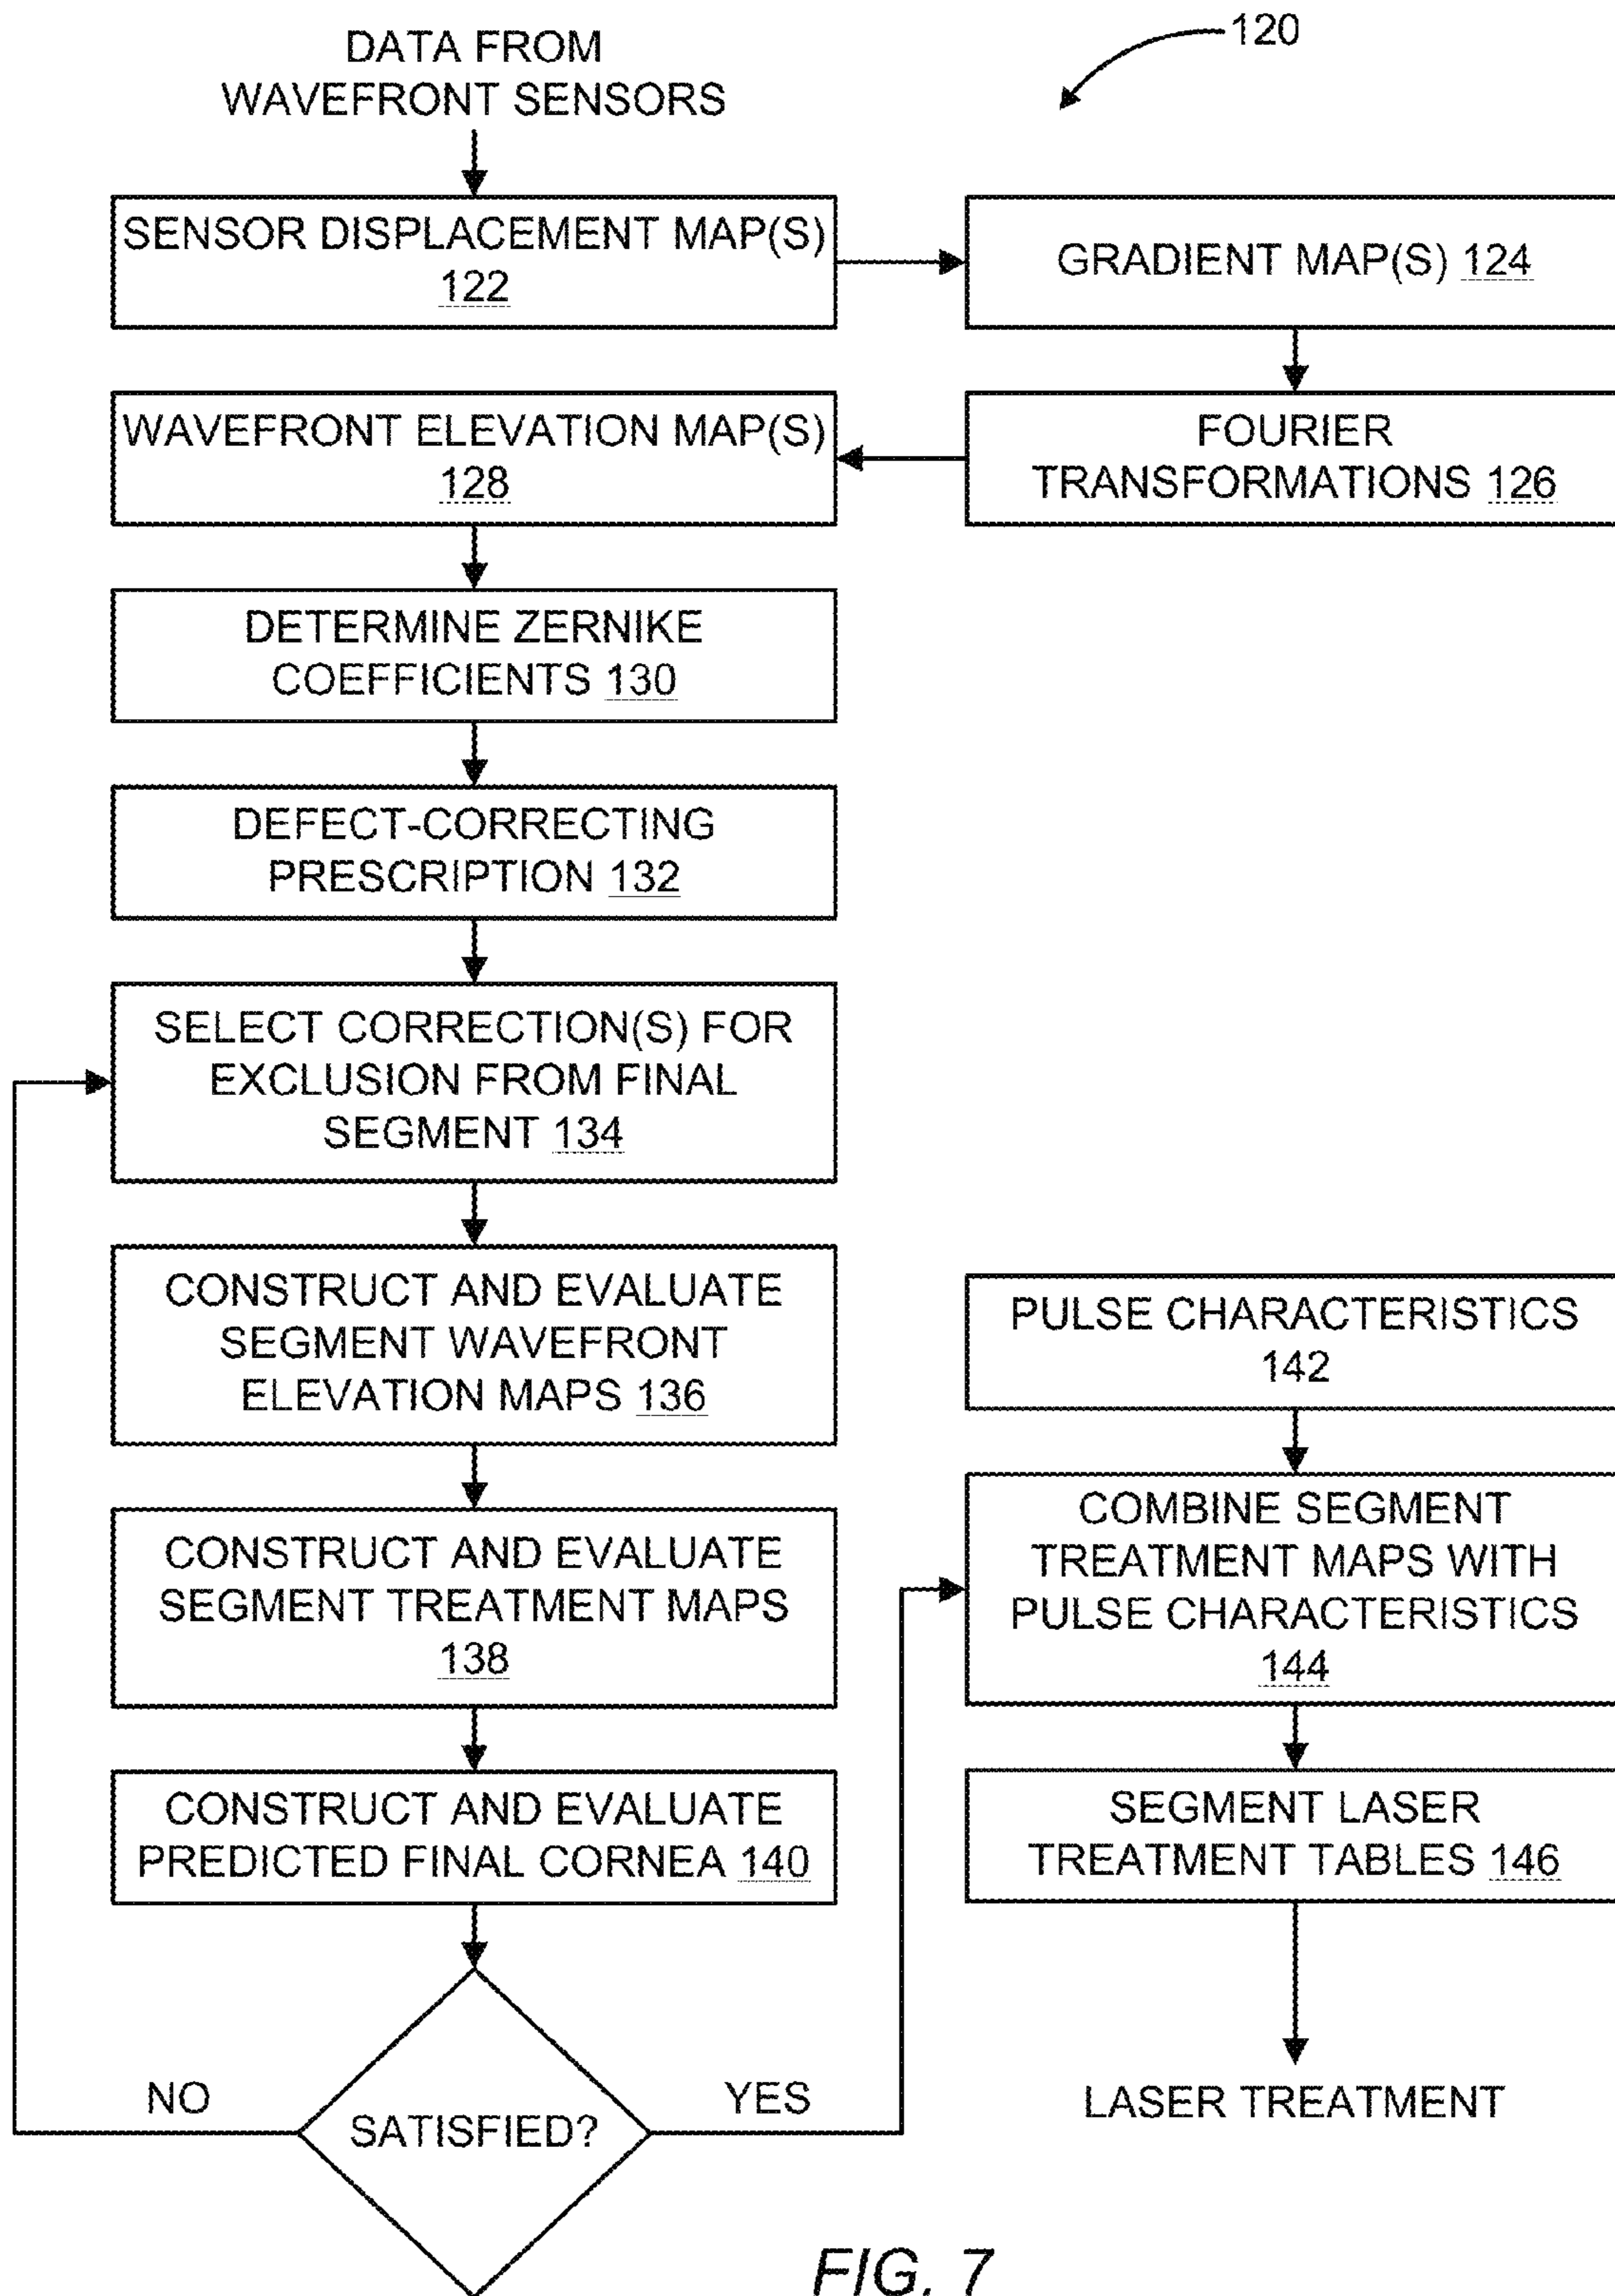 120
DATA FROM
WAVEFRONT SENSORS
SENSOR DISPLACEMENT MAP(S)
122
GRADIENT MAP(S) 124
WAVEFRONT ELEVATION MAP(S)
128
FOURIER
TRANSFORMATIONS 126
DETERMINE ZERNIKE
COEFFICIENTS 130
DEFECT-CORRECTING
PRESCRIPTION 132
SELECT CORRECTION(S) FOR
EXCLUSION FROM FINAL
SEGMENT 134
CONSTRUCT AND EVALUATE
SEGMENT WAVEFRONT
ELEVATION MAPS 136
CONSTRUCT AND EVALUATE
SEGMENT TREATMENT MAPS
138
CONSTRUCT AND EVALUATE
PREDICTED FINAL CORNEA 140
SATISFIED?
NO
YES
PULSE CHARACTERISTICS
142
COMBINE SEGMENT
TREATMENT MAPS WITH
PULSE CHARACTERISTICS
144
SEGMENT LASER
TREATMENT TABLES 146
LASER TREATMENT
FIG. 7